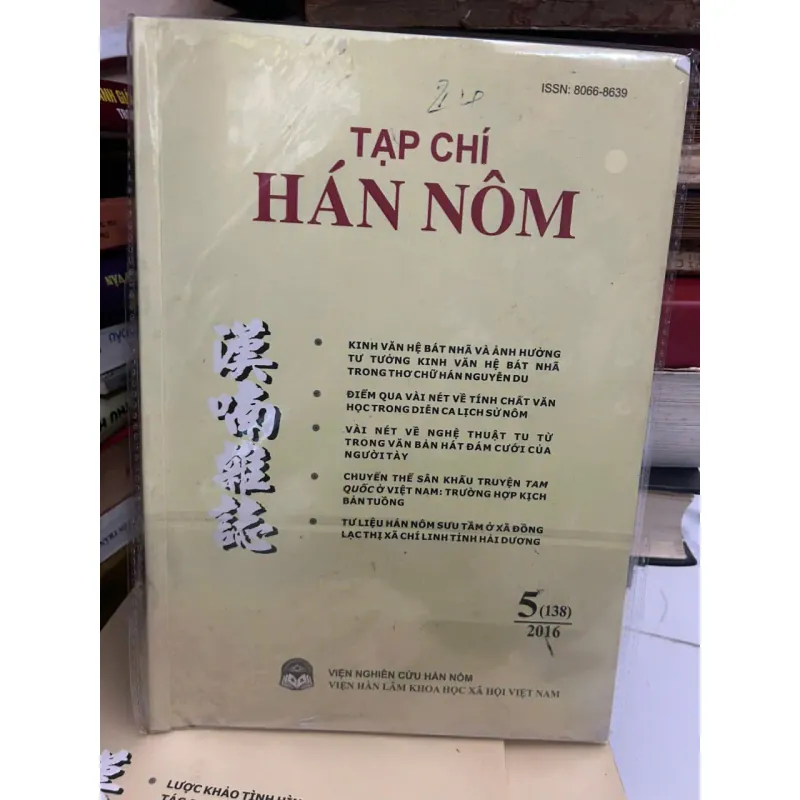 ISSN: 8066-8639
TẠP CHÍ
HÁN NÔM
漢喃雜誌
KINH VĂN HỆ BÁT NHÃ VÀ ẢNH HƯỞNG
TƯ TƯỞNG KINH VĂN HỆ BÁT NHÃ
TRONG THƠ CHỮ HÁN NGUYỄN DU
ĐIỂM QUA VÀI NÉT VỀ TÍNH CHẤT VĂN
HỌC TRONG DIỄN CA LỊCH SỬ NÔM
VÀI NÉT VỀ NGHỆ THUẬT TU TỪ
TRONG VĂN BẢN HÁT ĐÁM CƯỚI CỦA
NGƯỜI TÀY
CHUYỂN THỂ SÂN KHẤU TRUYỆN TAM
QUỐC Ở VIỆT NAM: TRƯỜNG HỢP KỊCH
BẢN TUỒNG
TƯ LIỆU HÁN NÔM SƯU TẦM Ở XÃ ĐỒNG
LẠC THỊ XÃ CHÍ LINH TỈNH HẢI DƯƠNG
5 (138)
2016
VIỆN NGHIÊN CỨU HÁN NÔM
VIỆN HÀN LÂM KHOA HỌC XÃ HỘI VIỆT NAM
LƯỢC KHẢO TÌNH